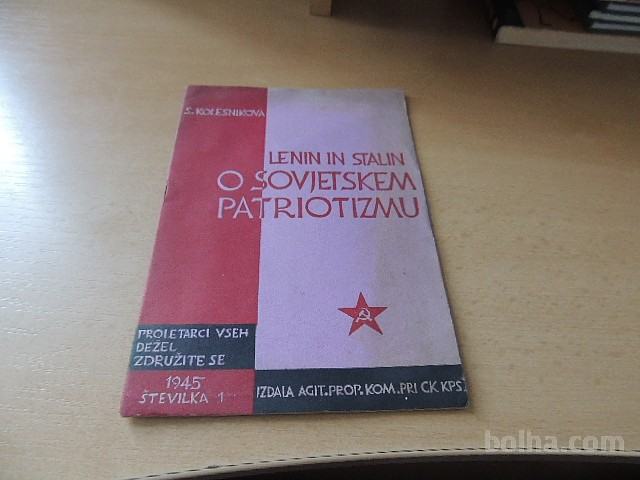 S. KOLESNIKOVA
LENIN IN STALIN
O SOVJETSKEM
PATRIOTIZMU
PROLETARCI VSEH
DEŽEL
ZDRUŽITE SE
1945
ŠTEVILKA 1
IZDALA AGIT. PROP. KOM. PRI CK KPS
bolha.com